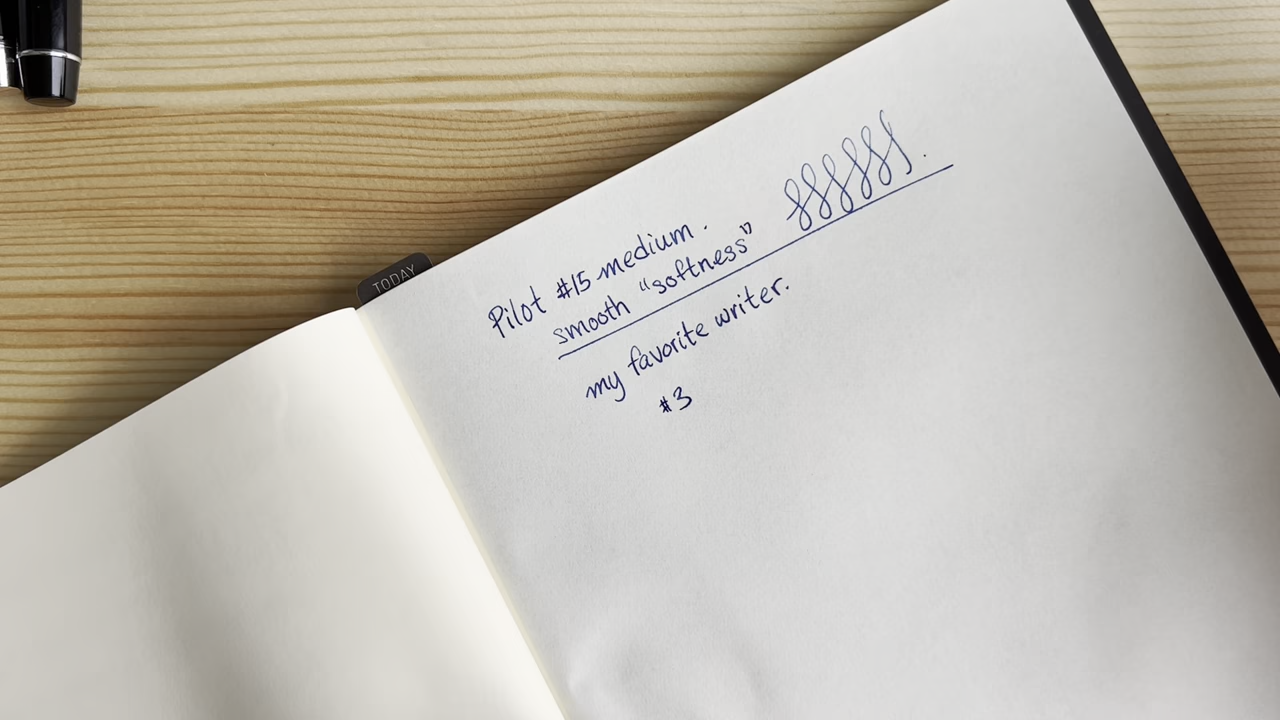 TODAY
Pilot #15 medium.
smooth "softness"
my favorite writer.
#3